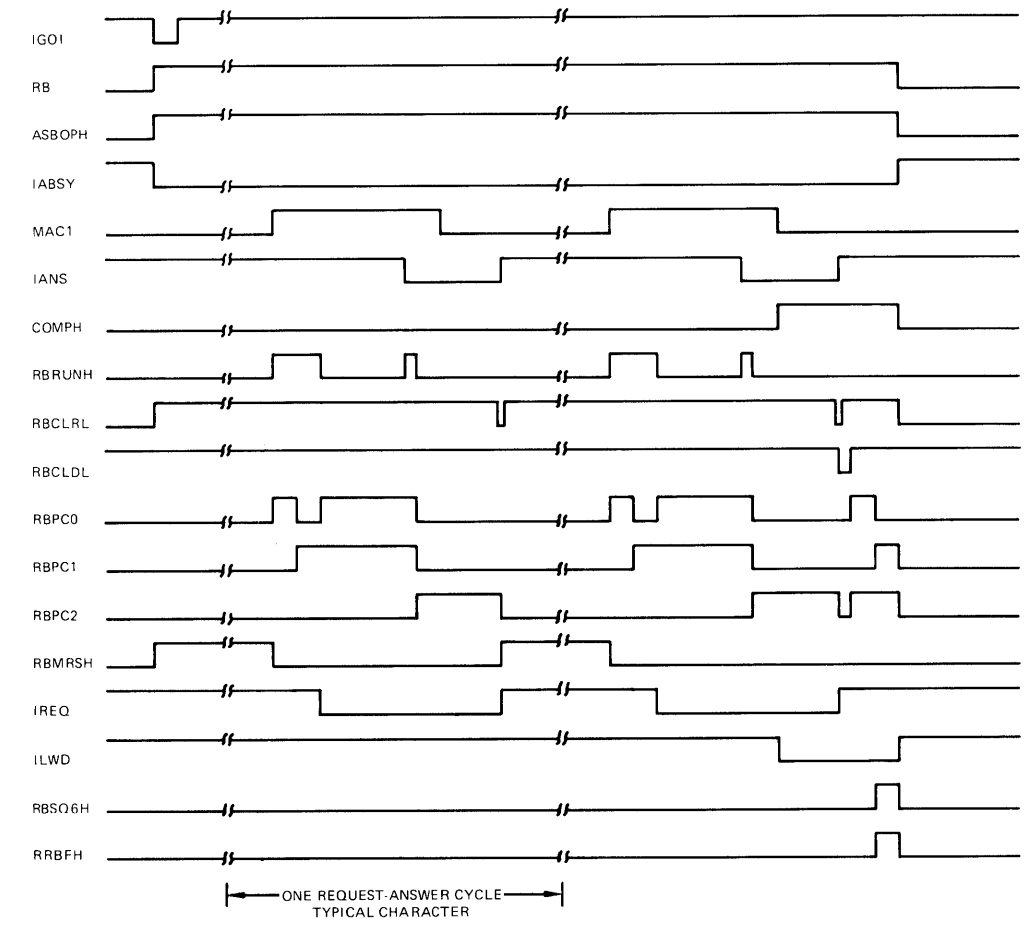 IGO1
RB
ASBOPH
IABSY
MAC1
IANS
COMPH
RBRUNH
RBCLRL
RBCLDL
RBPC0
RBPC1
RBPC2
RBMRSH
IREQ
ILWD
RBSQ6H
RRBFH
ONE REQUEST-ANSWER CYCLE
TYPICAL CHARACTER